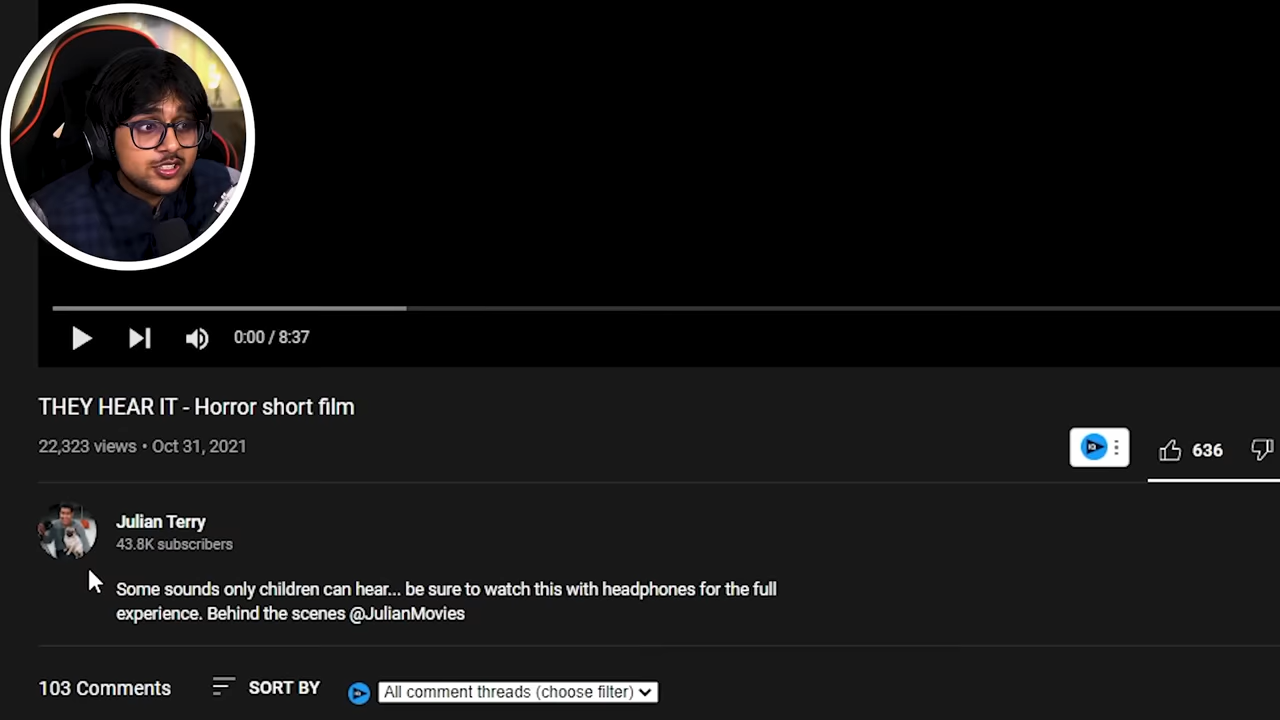 0:00 / 8:37
THEY HEAR IT - Horror short film
22,323 views • Oct 31, 2021
636
Julian Terry
43.8K subscribers
Some sounds only children can hear... be sure to watch this with headphones for the full
experience. Behind the scenes @JulianMovies
103 Comments SORT BY All comment threads (choose filter)